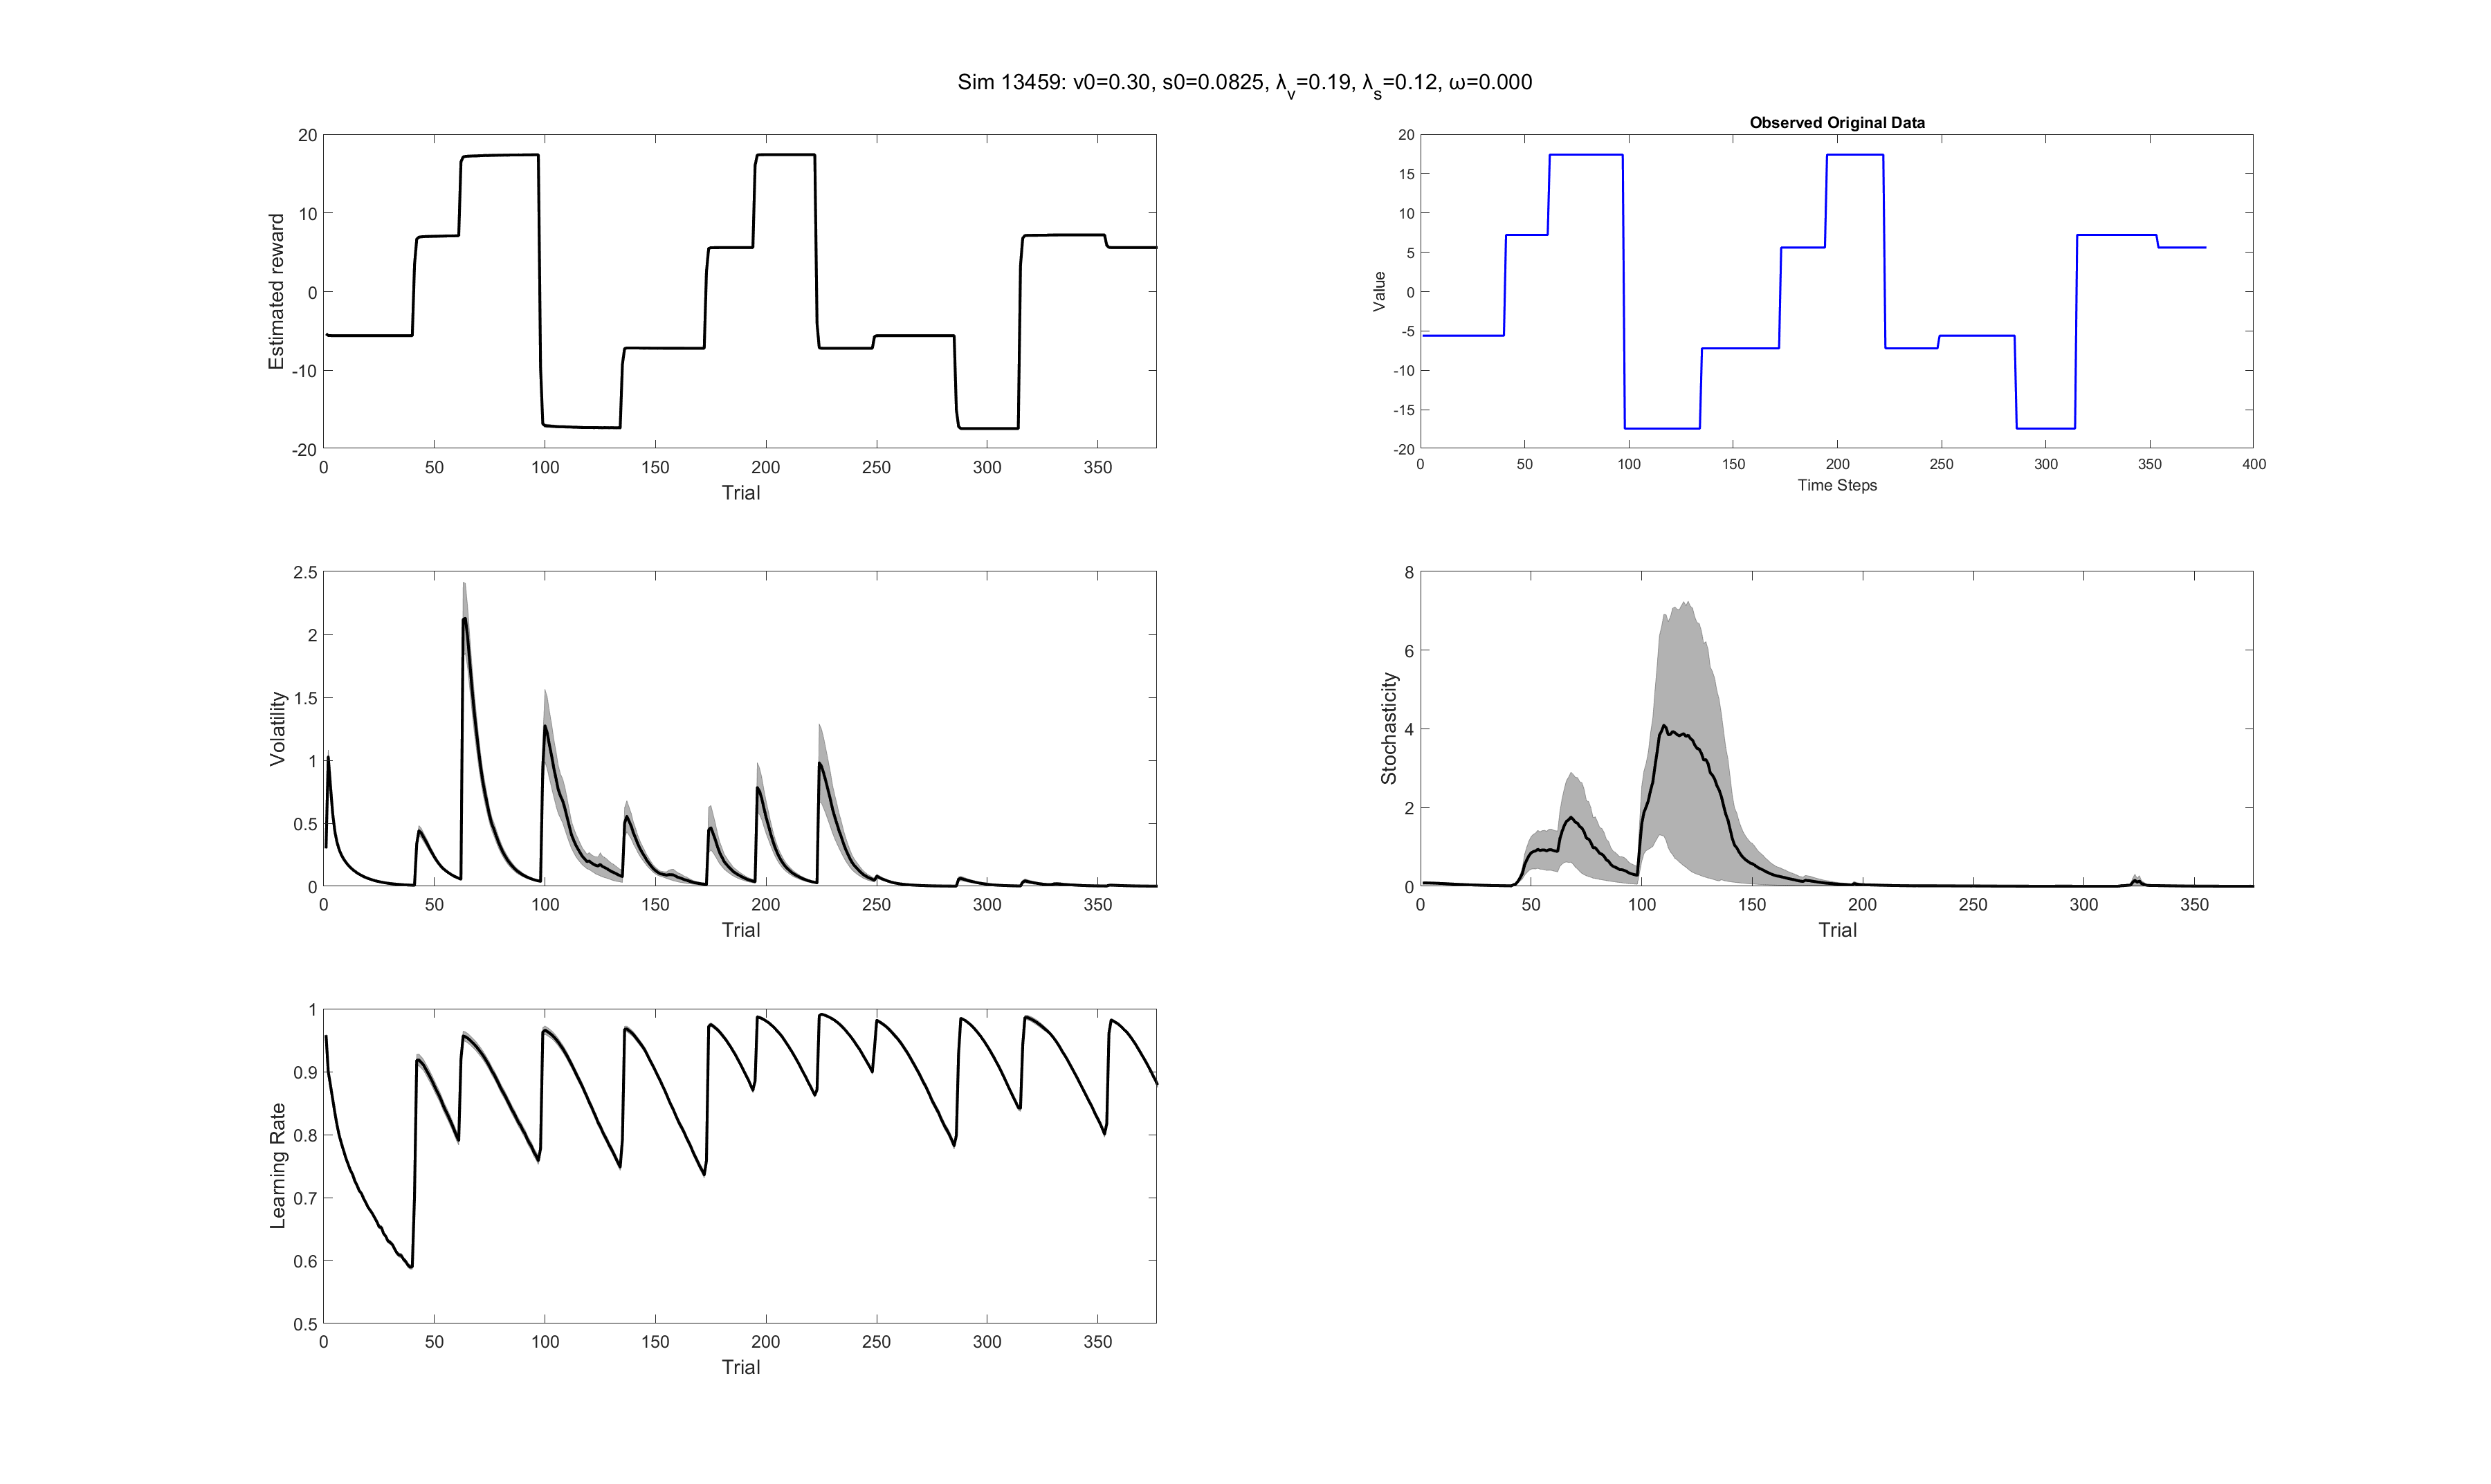 Sim 13459: v0=0.30, s0=0.0825, λv=0.19, λs=0.12, ω=0.000
Estimated reward
20
10
0
-10
-20
0 50 100 150 200 250 300 350
Trial
Observed Original Data
Value
20
15
10
5
0
-5
-10
-15
-20
0 50 100 150 200 250 300 350 400
Time Steps
Volatility
2.5
2
1.5
1
0.5
0
0 50 100 150 200 250 300 350
Trial
Stochasticity
8
6
4
2
0
0 50 100 150 200 250 300 350
Trial
Learning Rate
1
0.9
0.8
0.7
0.6
0.5
0 50 100 150 200 250 300 350
Trial